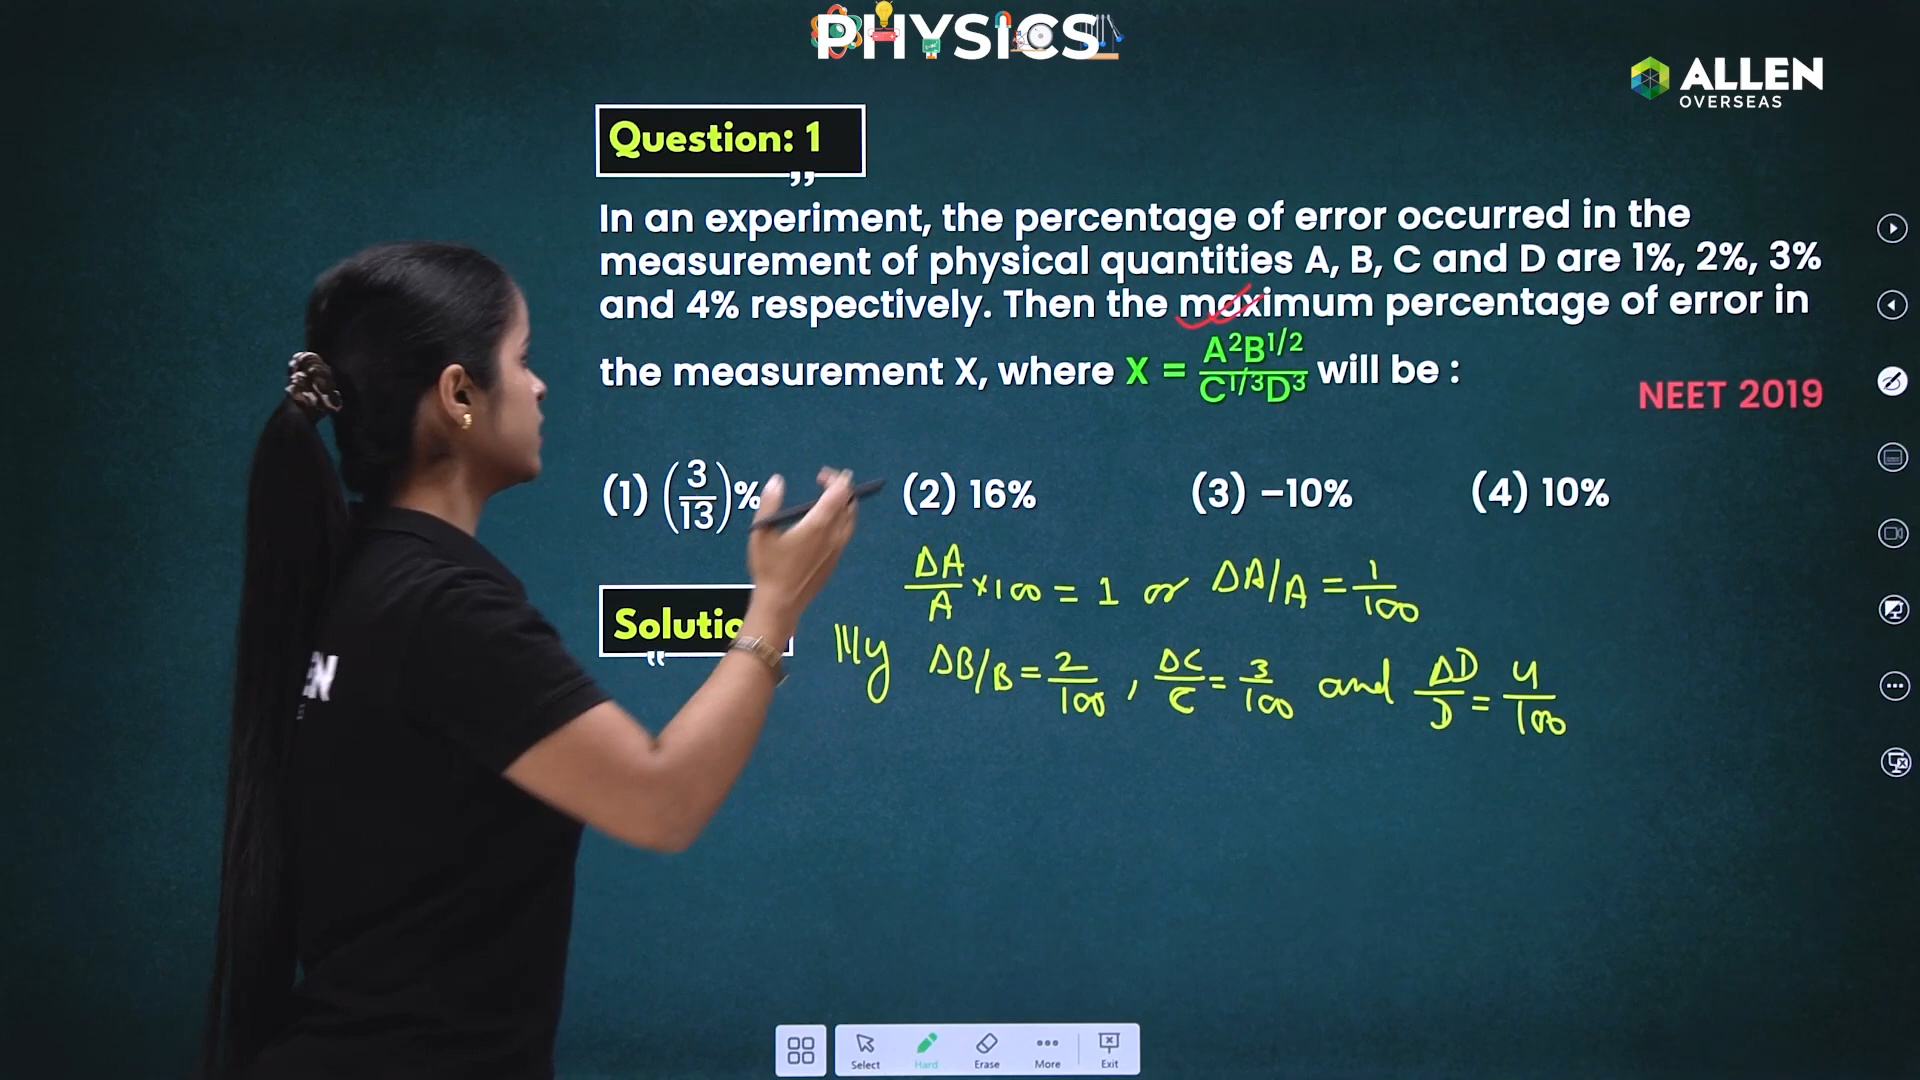 PHYSICS
ALLEN
OVERSEAS
Question: 1
”
In an experiment, the percentage of error occurred in the
measurement of physical quantities A, B, C and D are 1%, 2%, 3%
and 4% respectively. Then the maximum percentage of error in
the measurement X, where X = A²B^1/2 / C^1/3D³ will be :
NEET 2019
(1) (3/13)% (2) 16% (3) –10% (4) 10%
ΔA/A × 100 = 1 or ΔA/A = 1/100
Solutio
“
llly ΔB/B = 2/100 , ΔC/C = 3/100 and ΔD/D = 4/100
EN
Select Hard Erase More Exit